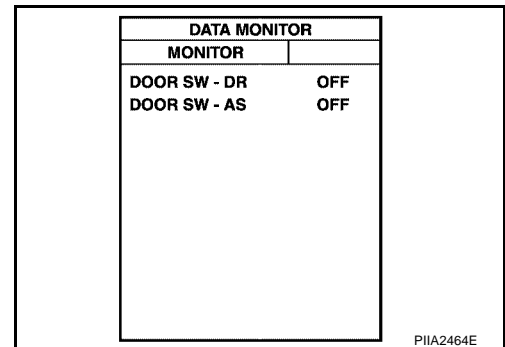 DATA MONITOR
MONITOR
DOOR SW - DR OFF
DOOR SW - AS OFF
PIIA2464E